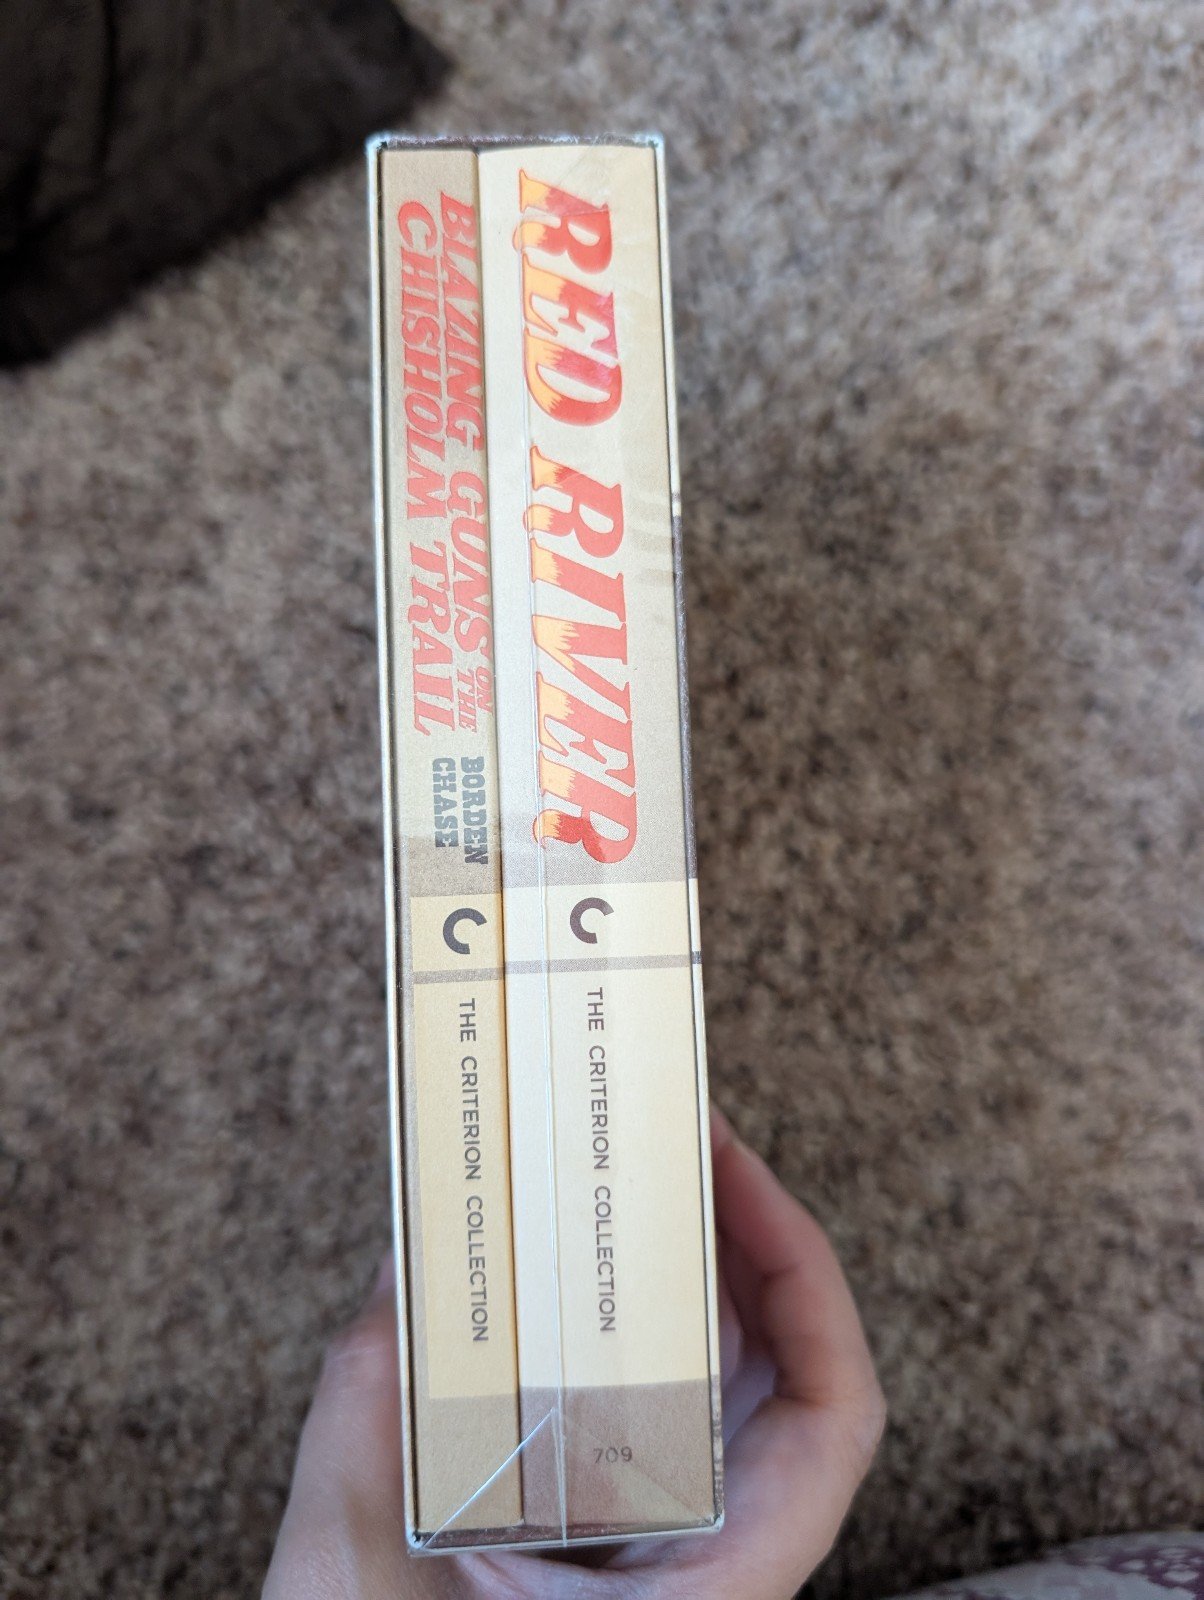 RED RIVER
THE CRITERION COLLECTION
709
BLAZING GUNS ON THE
CHISHOLM TRAIL
BORDEN
CHASE
THE CRITERION COLLECTION